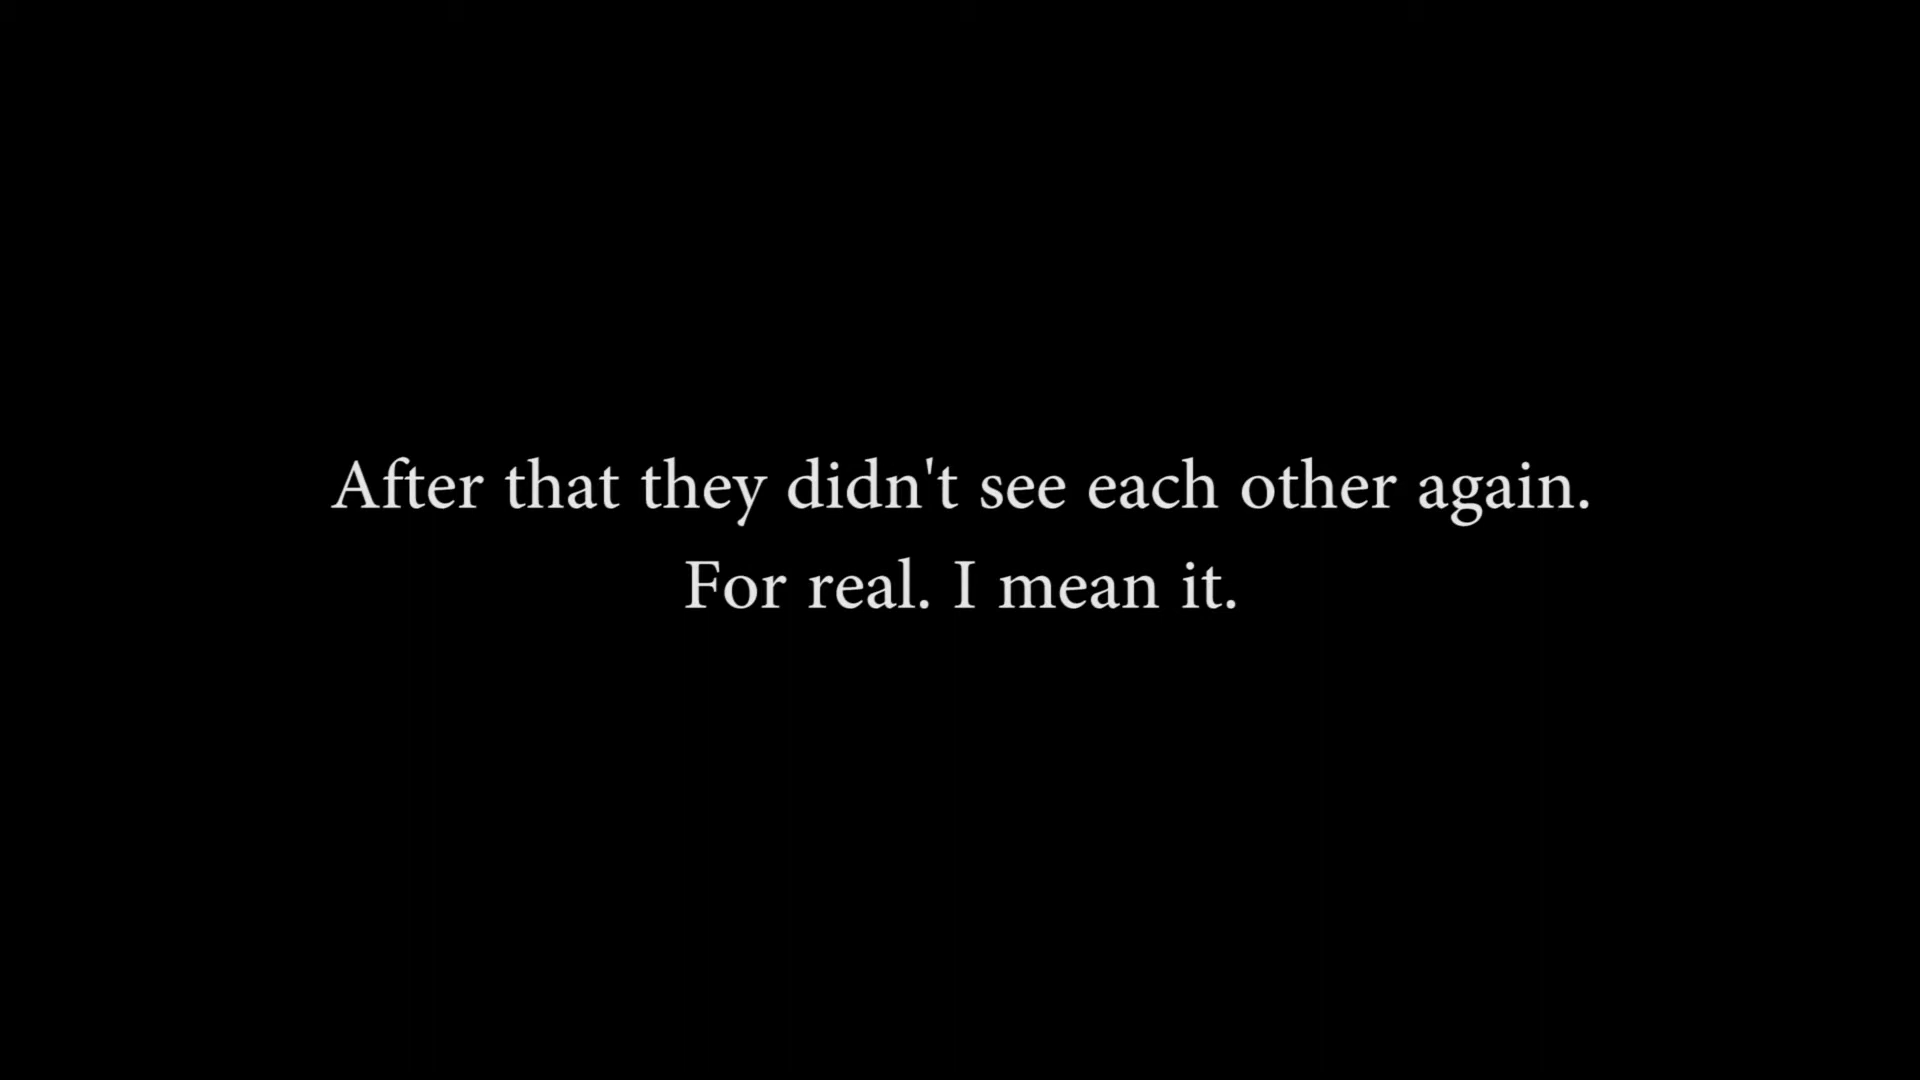 After that they didn't see each other again.
For real. I mean it.